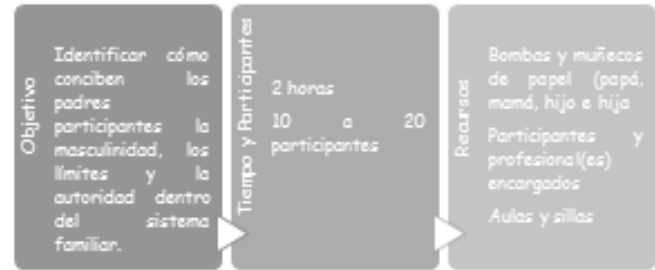 Objetivo
Identificar cómo
conciben los
padres
participantes la
masculinidad, los
límites y la
autoridad dentro
del sistema
familiar.
Tiempo y Participantes
2 horas
10 a 20
participantes
Recursos
Bombas y muñecos
de papel (papá,
mamá, hijo e hija
Participantes y
profesional(es)
encargados
Aulas y sillas